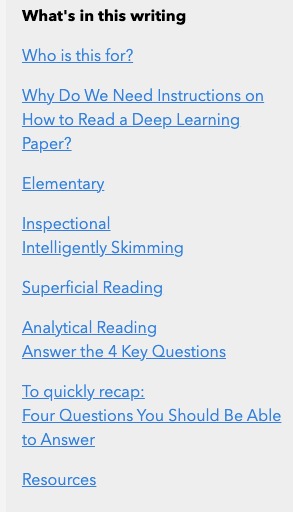 What's in this writing
Who is this for?
Why Do We Need Instructions on
How to Read a Deep Learning
Paper?
Elementary
Inspectional
Intelligently Skimming
Superficial Reading
Analytical Reading
Answer the 4 Key Questions
To quickly recap:
Four Questions You Should Be Able
to Answer
Resources